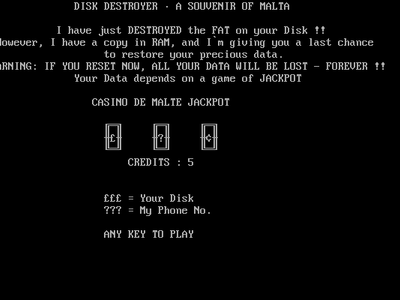 DISK DESTROYER · A SOUVENIR OF MALTA
I have just DESTROYED the FAT on your Disk !!
However, I have a copy in RAM, and I'm giving you a last chance
to restore your precious data.
WARNING: IF YOU RESET NOW, ALL YOUR DATA WILL BE LOST - FOREVER !!
Your Data depends on a game of JACKPOT
CASINO DE MALTE JACKPOT
£ ? ¢
CREDITS : 5
£££ = Your Disk
??? = My Phone No.
ANY KEY TO PLAY